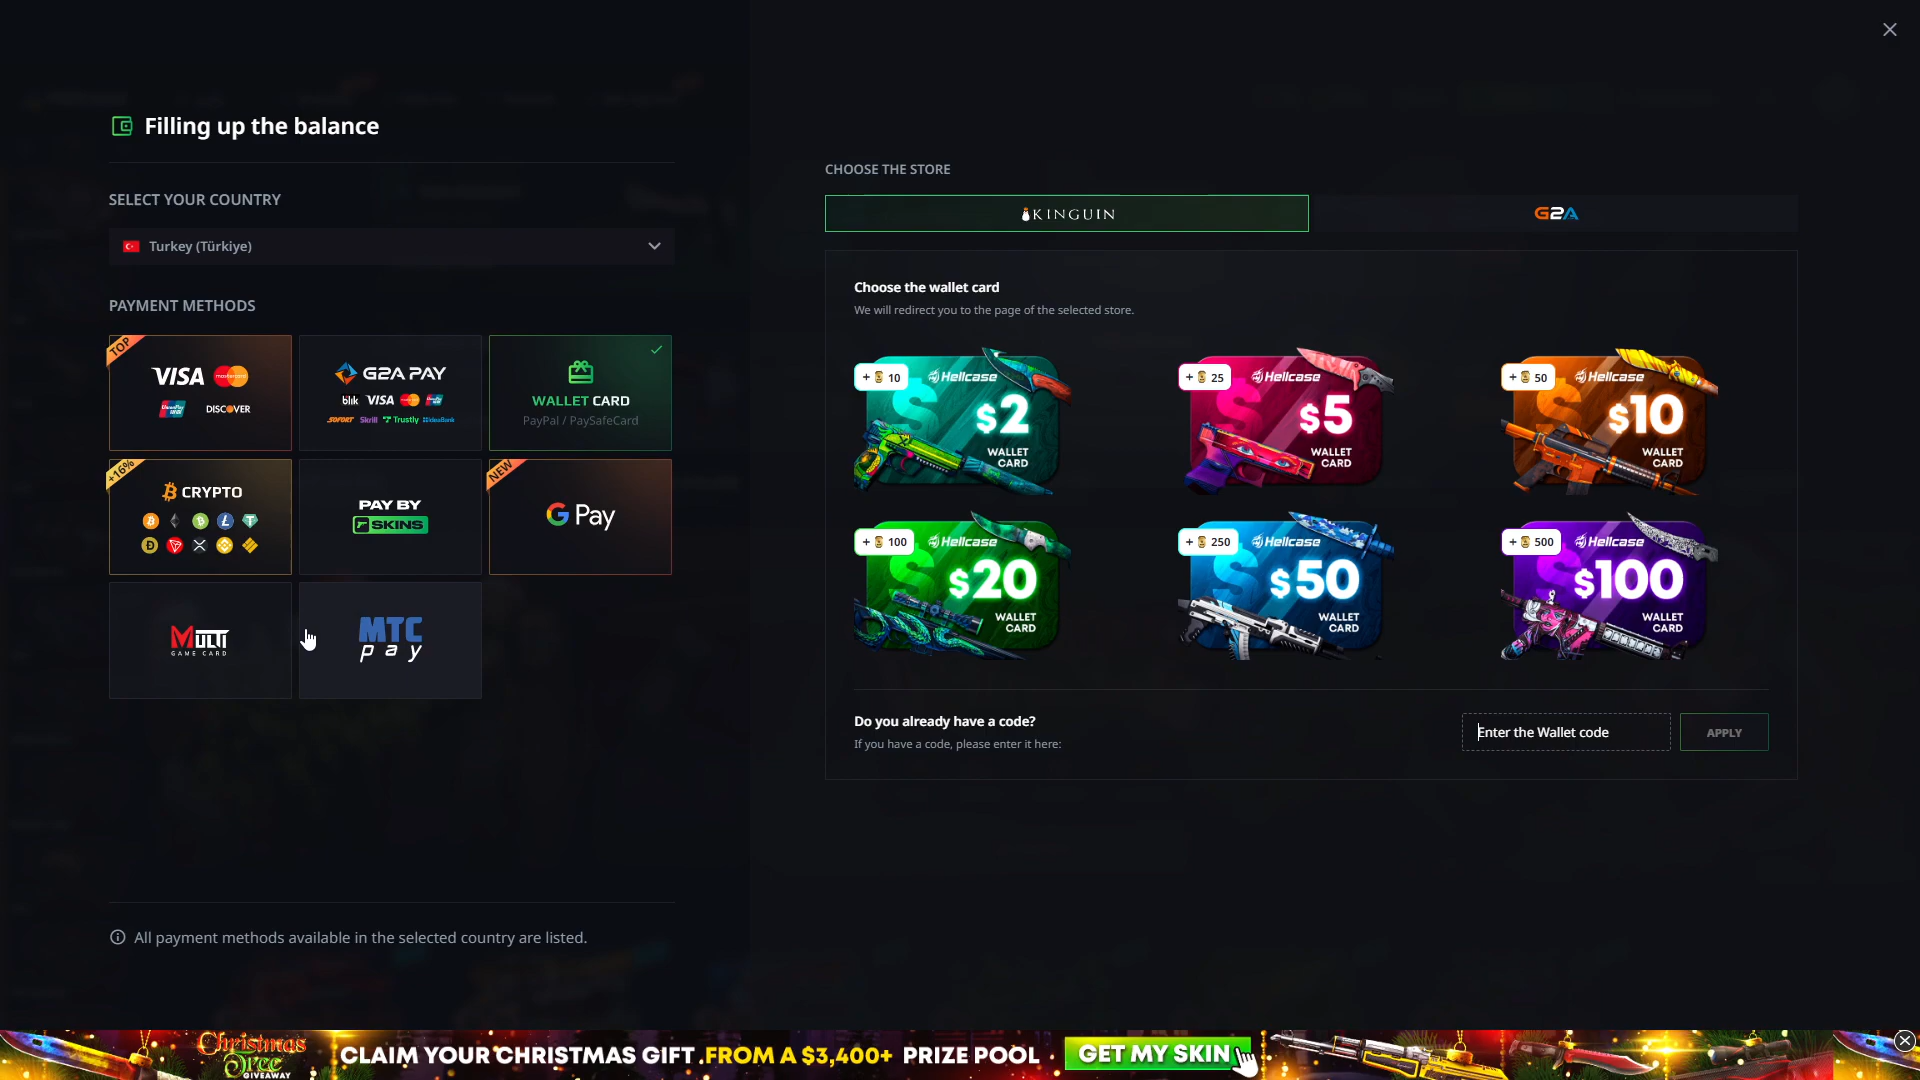 Filling up the balance
SELECT YOUR COUNTRY
Turkey (Türkiye)
PAYMENT METHODS
TOP
VISA mastercard
UnionPay DISCOVER
G2A PAY
blik VISA
SOFORT Skrill Trustly
WALLET CARD
PayPal / PaySafeCard
+16%
CRYPTO
PAY BY
SKINS
NEW
G Pay
MULTI
GAME CARD
MTC
pay
All payment methods available in the selected country are listed.
CHOOSE THE STORE
KINGUIN
G2A
Choose the wallet card
We will redirect you to the page of the selected store.
+ 10 Hellcase
$2
WALLET
CARD
+ 25 Hellcase
$5
WALLET
CARD
+ 50 Hellcase
$10
WALLET
CARD
+ 100 Hellcase
$20
WALLET
CARD
+ 250 Hellcase
$50
WALLET
CARD
+ 500 Hellcase
$100
WALLET
CARD
Do you already have a code?
If you have a code, please enter it here:
Enter the Wallet code
APPLY
Christmas
Tree
GIVEAWAY
CLAIM YOUR CHRISTMAS GIFT FROM A $3,400+ PRIZE POOL
GET MY SKIN